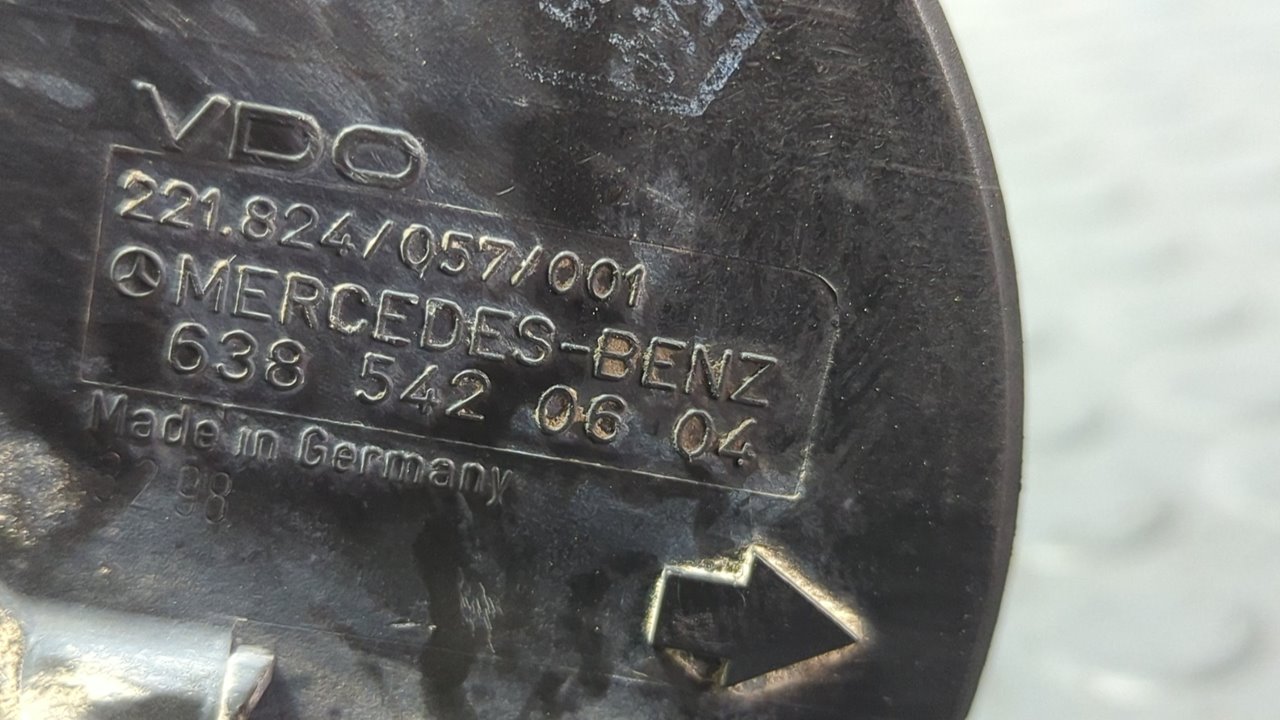 VDO
221.824/057/001
MERCEDES-BENZ
638 542 06 04
Made in Germany